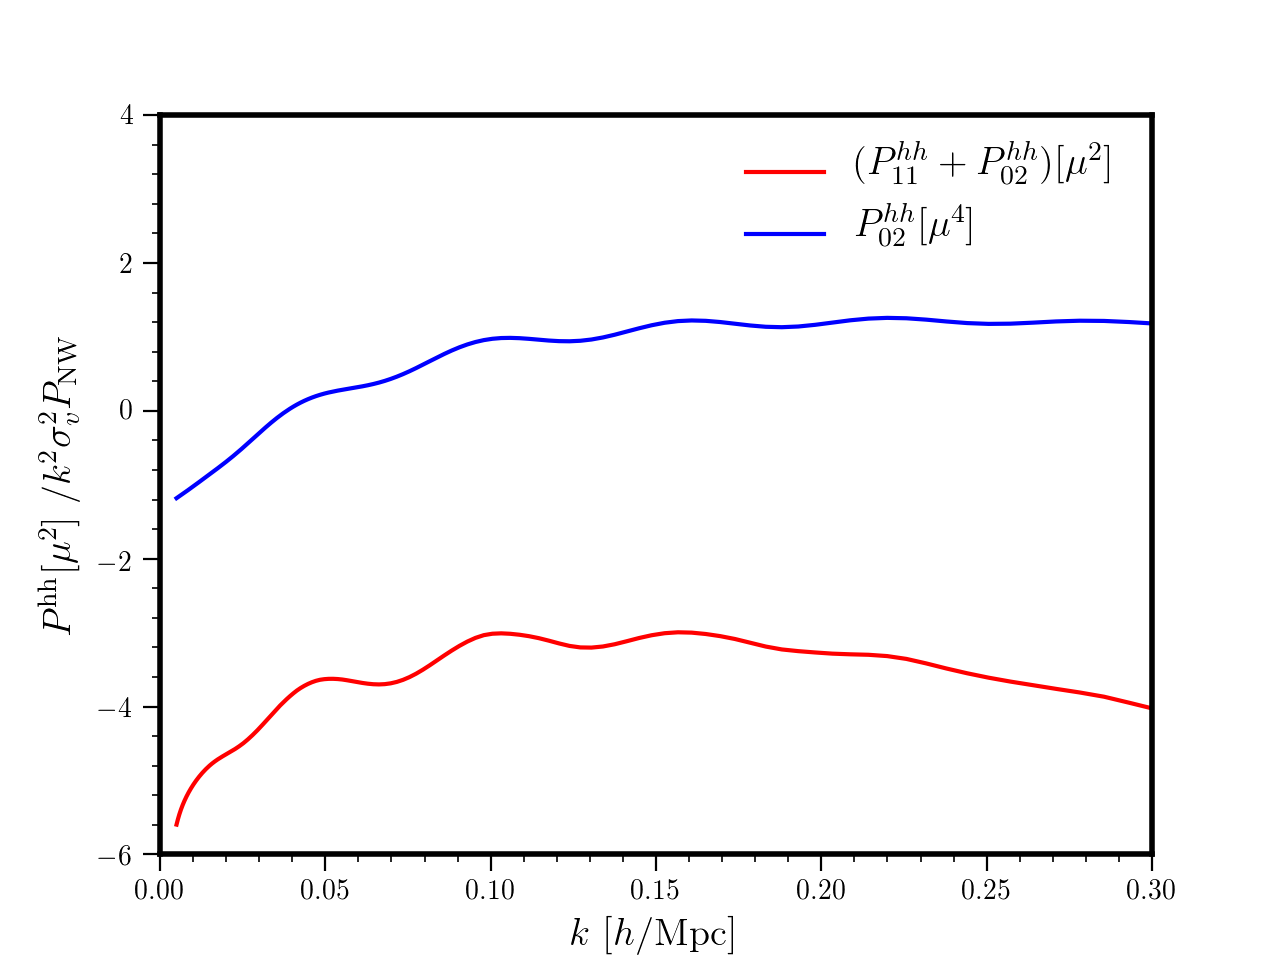 4
2
0
−2
−4
−6
P^{hh}[μ^2] /k^2σ_v^2P_{NW}
(P_{11}^{hh} + P_{02}^{hh})[μ^2]
P_{02}^{hh}[μ^4]
0.00 0.05 0.10 0.15 0.20 0.25 0.30
k [h/Mpc]